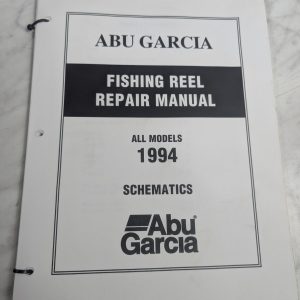 ABU GARCIA
FISHING REEL
REPAIR MANUAL
ALL MODELS
1994
SCHEMATICS
Abu
Garcia